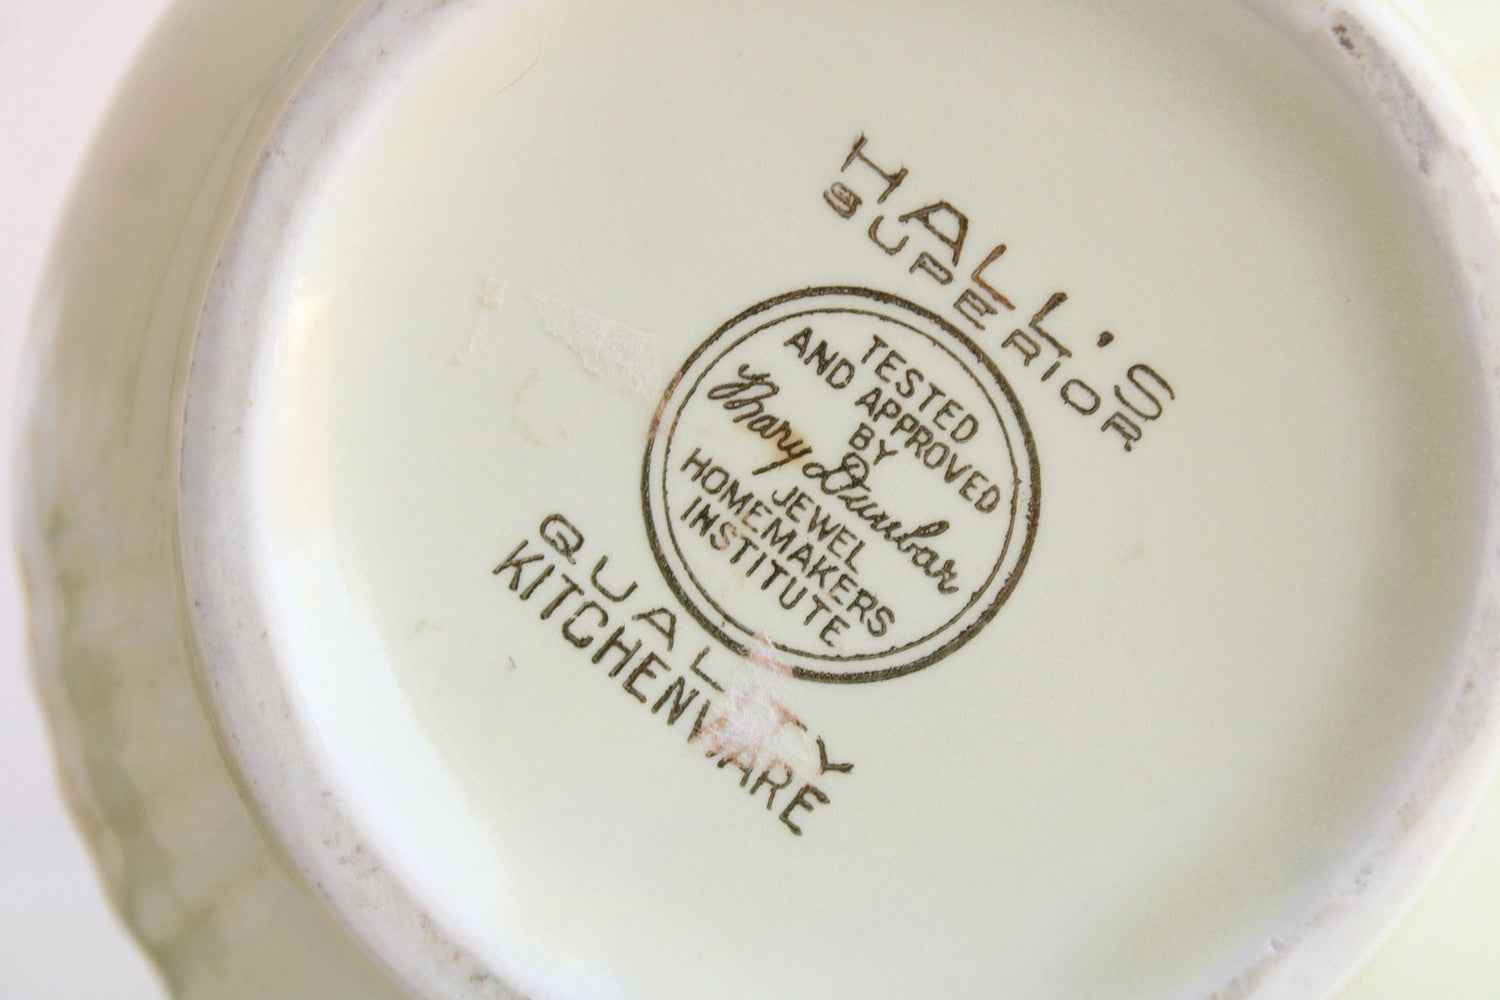 HALL'S
SUPERIOR
TESTED
AND APPROVED
BY
Mary Dunbar
JEWEL
HOMEMAKERS
INSTITUTE
QUALITY
KITCHENWARE